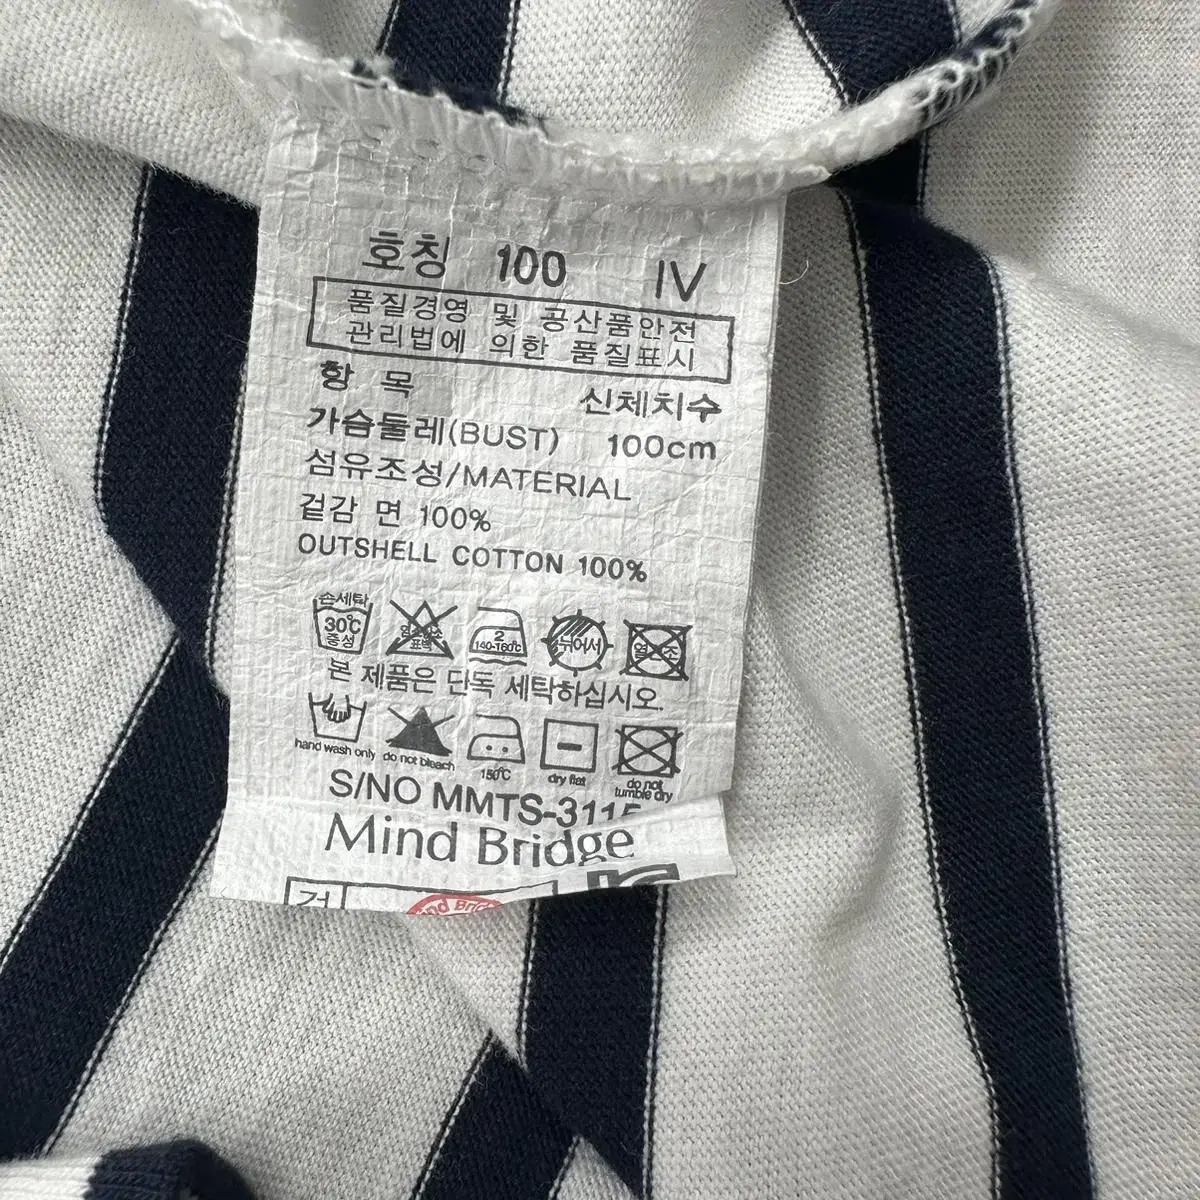 호칭 100 IV
품질경영 및 공산품안전
관리법에 의한 품질표시
항 목 신체치수
가슴둘레(BUST) 100cm
섬유조성/MATERIAL
겉감 면 100%
OUTSHELL COTTON 100%
손세탁
30℃
중성
표백
2
140-160℃
뉘어서
본 제품은 단독 세탁하십시오.
hand wash only
do not bleach
150℃
dry flat
do not
tumble dry
S/NO MMTS-3115
Mind Bridge